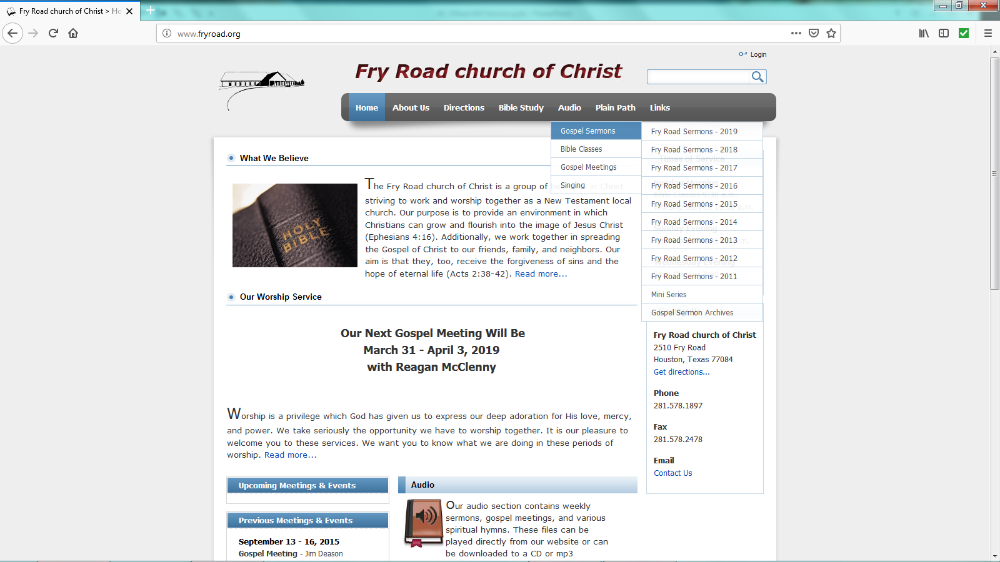 Fry Road church of Christ > Ho
www.fryroad.org
Login
Fry Road church of Christ
Home About Us Directions Bible Study Audio Plain Path Links
Gospel Sermons
Bible Classes
Gospel Meetings
Singing
Fry Road Sermons - 2019
Fry Road Sermons - 2018
Fry Road Sermons - 2017
Fry Road Sermons - 2016
Fry Road Sermons - 2015
Fry Road Sermons - 2014
Fry Road Sermons - 2013
Fry Road Sermons - 2012
Fry Road Sermons - 2011
Mini Series
Gospel Sermon Archives
What We Believe
HOLY
BIBLE
The Fry Road church of Christ is a group of in Christ
striving to work and worship together as a New Testament local
church. Our purpose is to provide an environment in which
Christians can grow and flourish into the image of Jesus Christ
(Ephesians 4:16). Additionally, we work together in spreading
the Gospel of Christ to our friends, family, and neighbors. Our
aim is that they, too, receive the forgiveness of sins and the
hope of eternal life (Acts 2:38-42). Read more...
Times of Service
Sunday Morning
Bible Classes 9:30 a.m.
Sunday Evening
Wednesday Evening
Our Worship Service
Our Next Gospel Meeting Will Be
March 31 - April 3, 2019
with Reagan McClenny
Worship is a privilege which God has given us to express our deep adoration for His love, mercy,
and power. We take seriously the opportunity we have to worship together. It is our pleasure to
welcome you to these services. We want you to know what we are doing in these periods of
worship. Read more...
Fry Road church of Christ
2510 Fry Road
Houston, Texas 77084
Get directions...
Phone
281.578.1897
Fax
281.578.2478
Email
Contact Us
Upcoming Meetings & Events
Previous Meetings & Events
September 13 - 16, 2015
Gospel Meeting - Jim Deason
Audio
Our audio section contains weekly
sermons, gospel meetings, and various
spiritual hymns. These files can be
played directly from our website or can
be downloaded to a CD or mp3